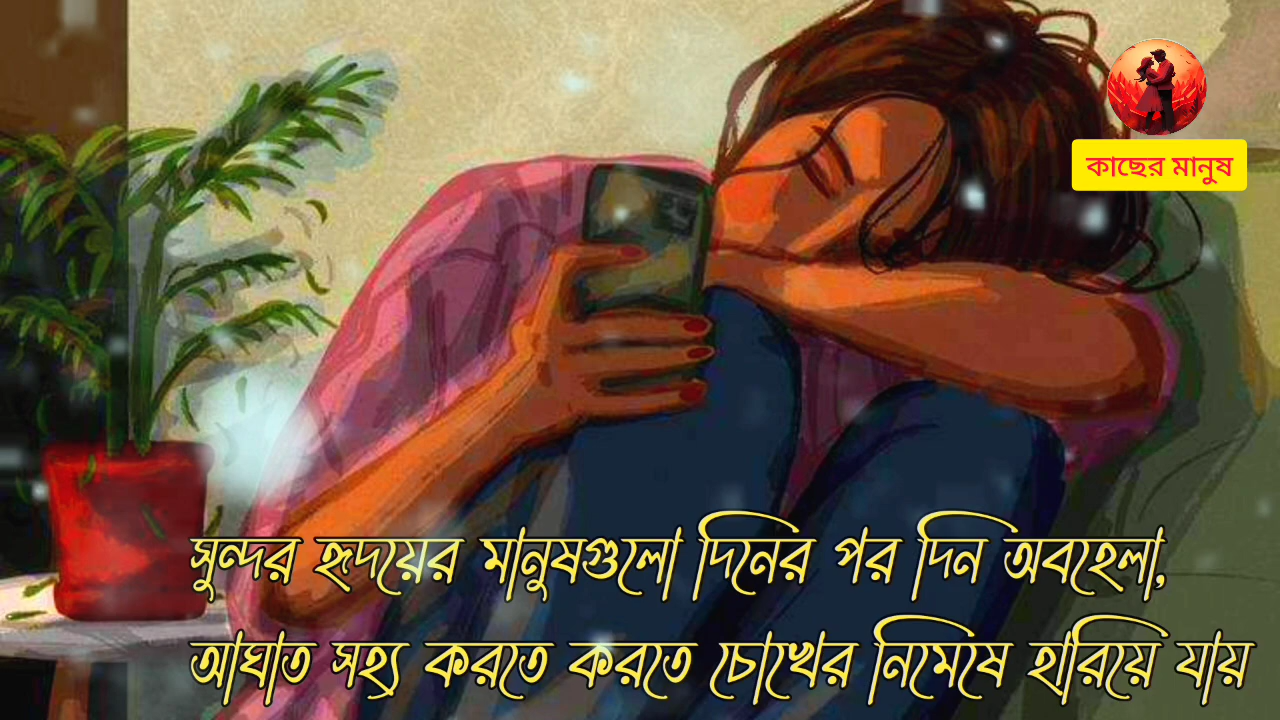 কাছের মানুষ
সুন্দর হৃদয়ের মানুষগুলো দিনের পর দিন অবহেলা,
আঘাত সহ্য করতে করতে চোখের নিমেষে হারিয়ে যায়